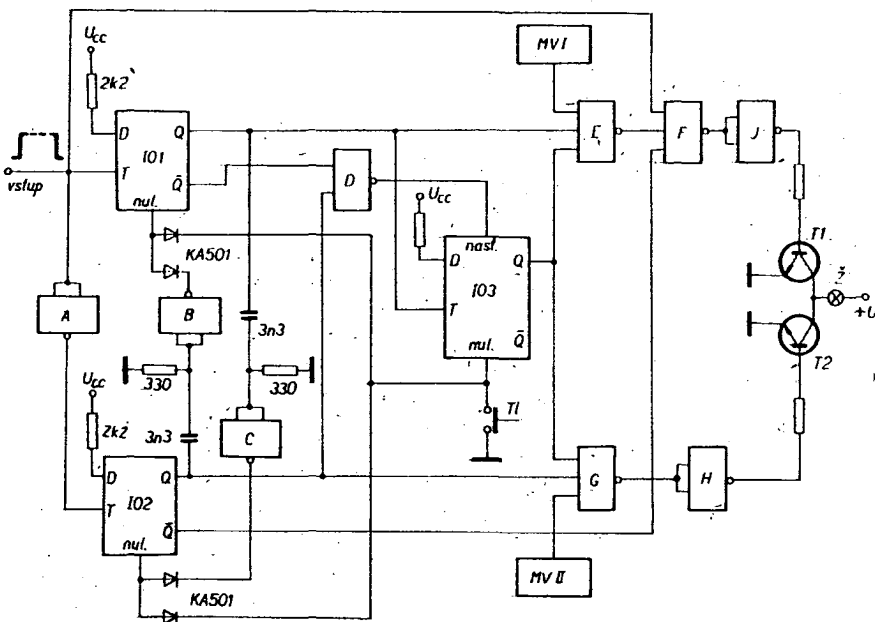 Ucc
2k2
D
T
Q
Q̄
IO1
nul.
vstup
KA501
A
B
330
3n3
Ucc
2k2
D
T
Q
Q̄
IO2
nul.
KA501
3n3
330
C
D
Ucc
nast.
D
T
Q
Q̄
IO3
nul.
Tl
MV I
E
F
J
G
H
MV II
T1
T2
ž
+U